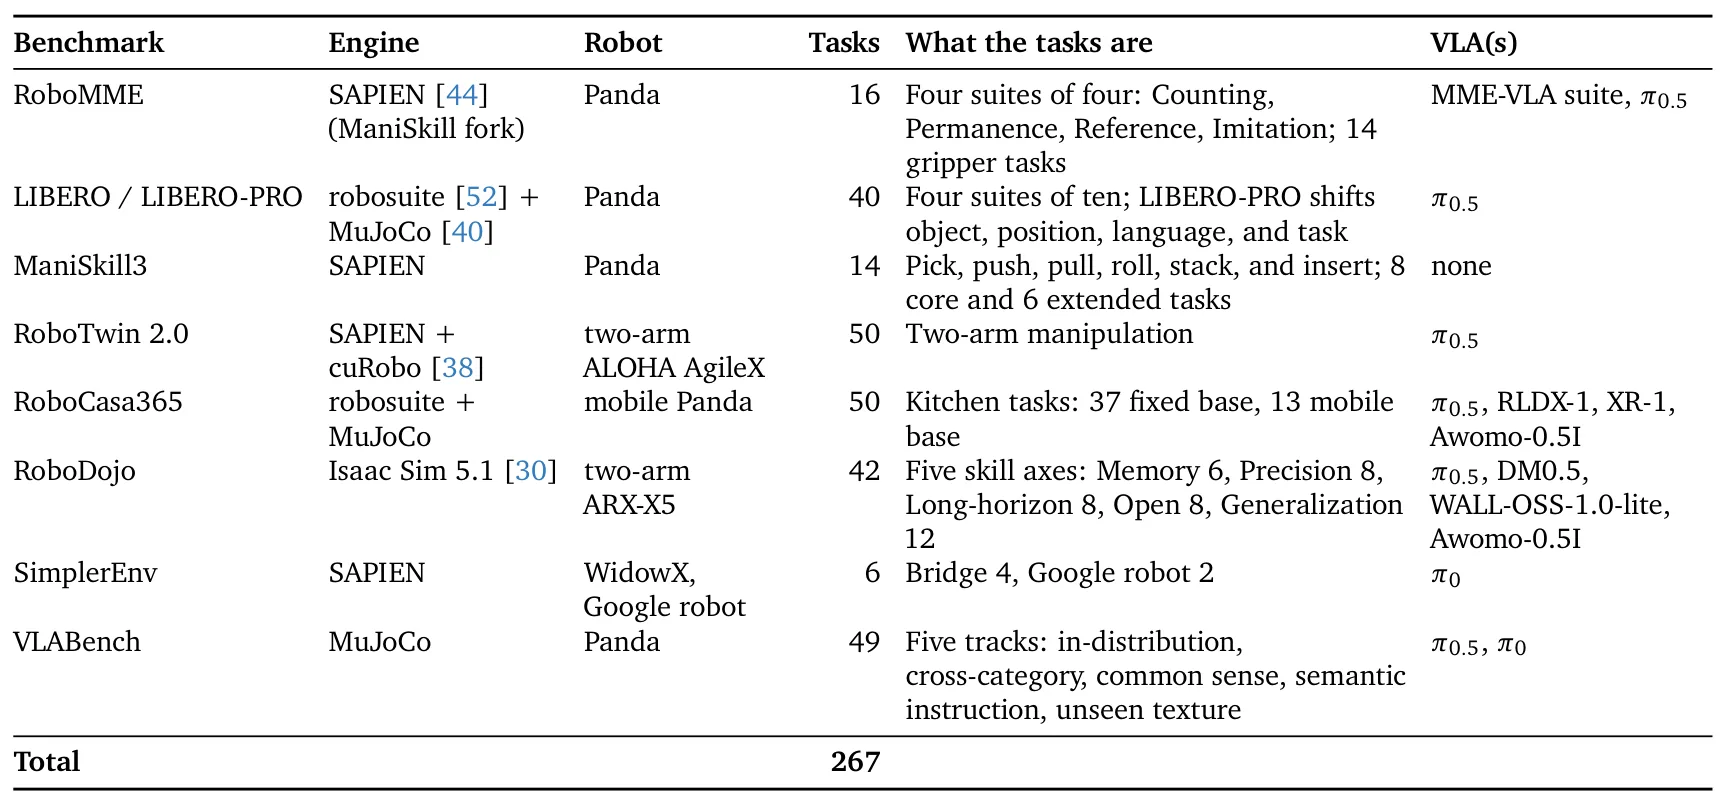 Benchmark Engine Robot Tasks What the tasks are VLA(s)
RoboMME SAPIEN [44] Panda 16 Four suites of four: Counting, MME-VLA suite, π0.5
(ManiSkill fork) Permanence, Reference, Imitation; 14
gripper tasks
LIBERO / LIBERO-PRO robosuite [52] + Panda 40 Four suites of ten; LIBERO-PRO shifts π0.5
MuJoCo [40] object, position, language, and task
ManiSkill3 SAPIEN Panda 14 Pick, push, pull, roll, stack, and insert; 8 none
core and 6 extended tasks
RoboTwin 2.0 SAPIEN + two-arm 50 Two-arm manipulation π0.5
cuRobo [38] ALOHA AgileX
RoboCasa365 robosuite + mobile Panda 50 Kitchen tasks: 37 fixed base, 13 mobile π0.5, RLDX-1, XR-1,
MuJoCo base Awomo-0.5I
RoboDojo Isaac Sim 5.1 [30] two-arm 42 Five skill axes: Memory 6, Precision 8, π0.5, DM0.5,
ARX-X5 Long-horizon 8, Open 8, Generalization WALL-OSS-1.0-lite,
12 Awomo-0.5I
SimplerEnv SAPIEN WidowX, 6 Bridge 4, Google robot 2 π0
Google robot
VLABench MuJoCo Panda 49 Five tracks: in-distribution, π0.5, π0
cross-category, common sense, semantic
instruction, unseen texture
Total 267